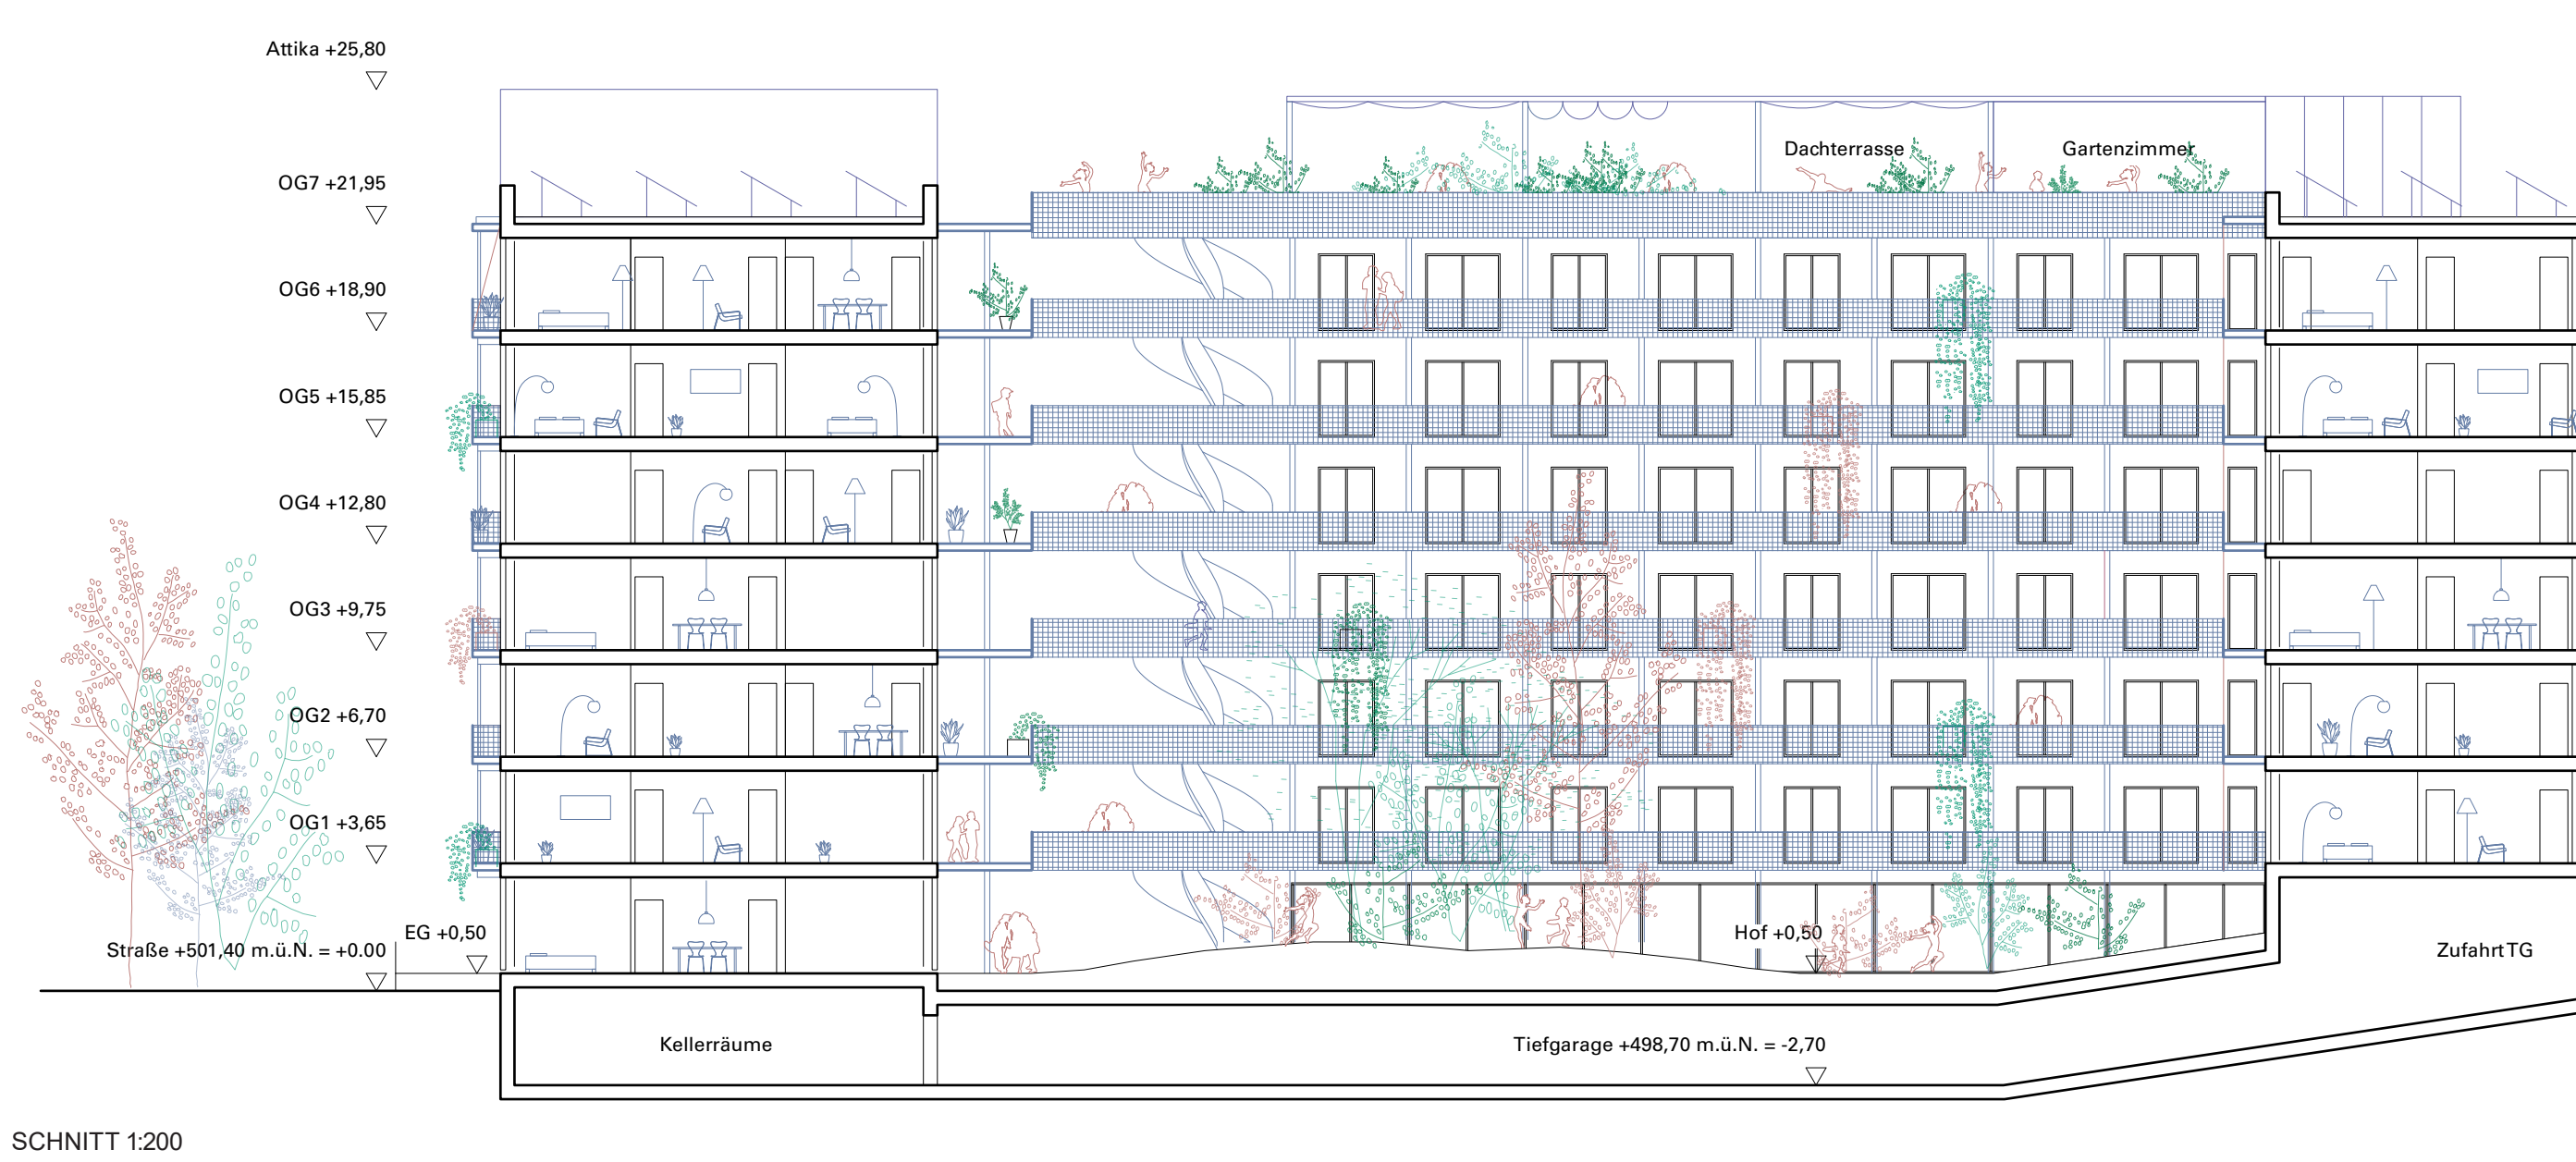 Attika +25,80
OG7 +21,95
Dachterrasse
Gartenzimmer
OG6 +18,90
OG5 +15,85
OG4 +12,80
OG3 +9,75
OG2 +6,70
OG1 +3,65
EG +0,50
Hof +0,50
Straße +501,40 m.ü.N. = +0.00
Zufahrt TG
Kellerräume
Tiefgarage +498,70 m.ü.N. = -2,70
SCHNITT 1:200